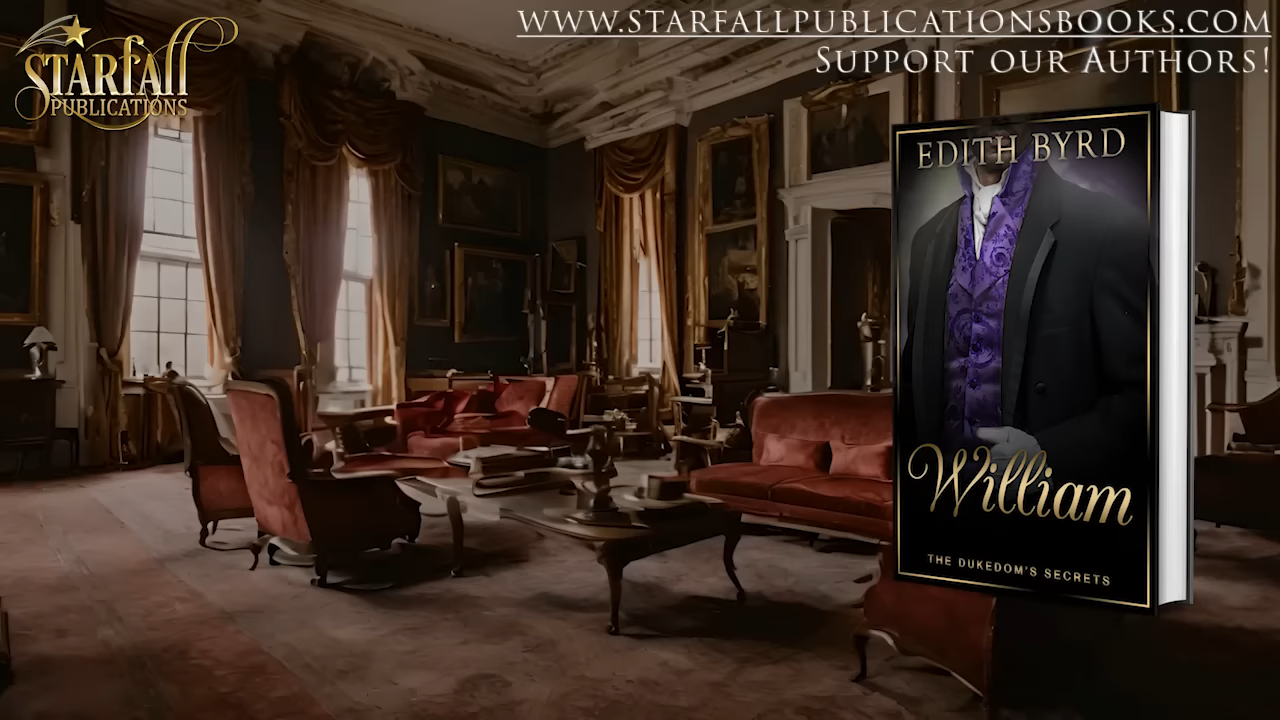 STARfall
PUBLICATIONS
WWW.STARFALLPUBLICATIONSBOOKS.COM
SUPPORT OUR AUTHORS!
EDITH BYRD
William
THE DUKEDOM'S SECRETS